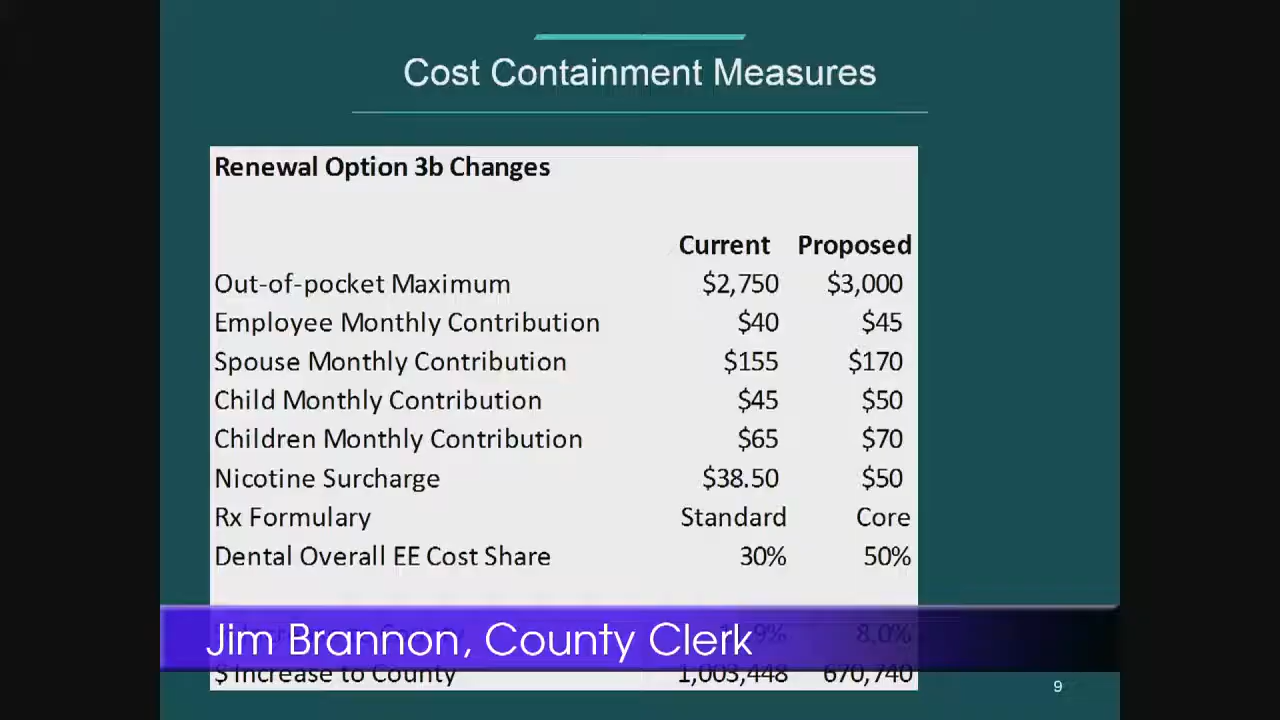 Cost Containment Measures
Renewal Option 3b Changes
Current Proposed
Out-of-pocket Maximum $2,750 $3,000
Employee Monthly Contribution $40 $45
Spouse Monthly Contribution $155 $170
Child Monthly Contribution $45 $50
Children Monthly Contribution $65 $70
Nicotine Surcharge $38.50 $50
Rx Formulary Standard Core
Dental Overall EE Cost Share 30% 50%
8.0%
Jim Brannon, County Clerk
$ Increase to County 1,003,448 670,740
9